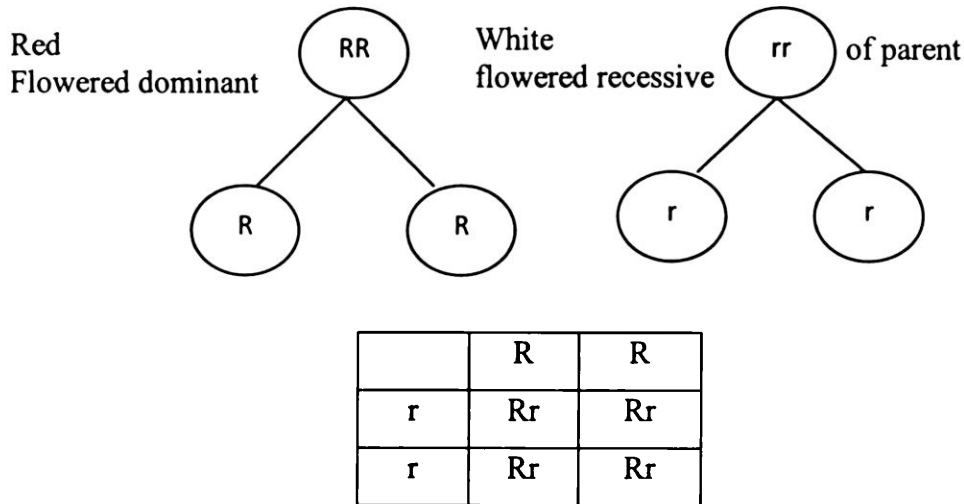 Red
Flowered dominant
RR
White
flowered recessive
rr
of parent
R
R
r
r
R R
r Rr Rr
r Rr Rr